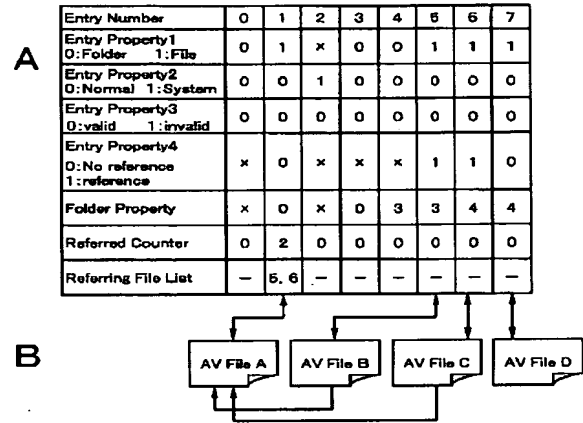 A
Entry Number 0 1 2 3 4 5 6 7
Entry Property1
0:Folder 1:File 0 1 × 0 0 1 1 1
Entry Property2
0:Normal 1:System 0 0 1 0 0 0 0 0
Entry Property3
0:valid 1:invalid 0 0 0 0 0 0 0 0
Entry Property4
0:No reference
1:reference × 0 × × × 1 1 0
Folder Property × 0 × 0 3 3 4 4
Referred Counter 0 2 0 0 0 0 0 0
Referring File List — 5, 6 — — — — — —
B
AV File A AV File B AV File C AV File D